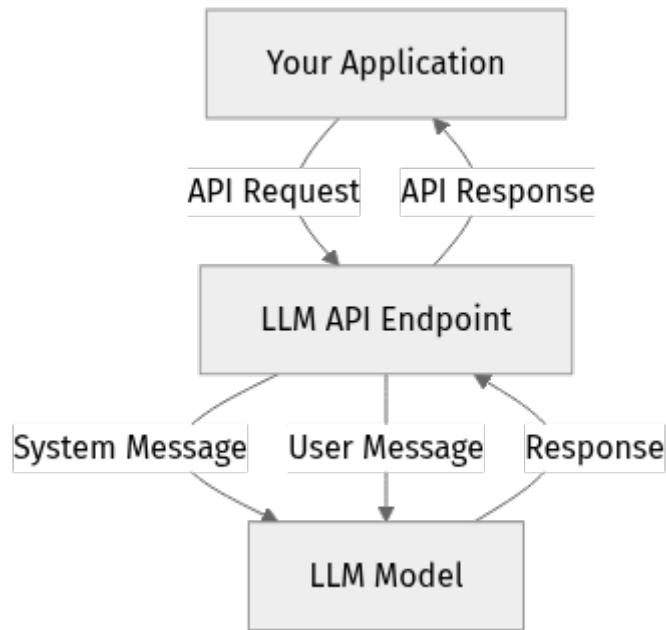 Your Application
API Request
API Response
LLM API Endpoint
System Message
User Message
Response
LLM Model